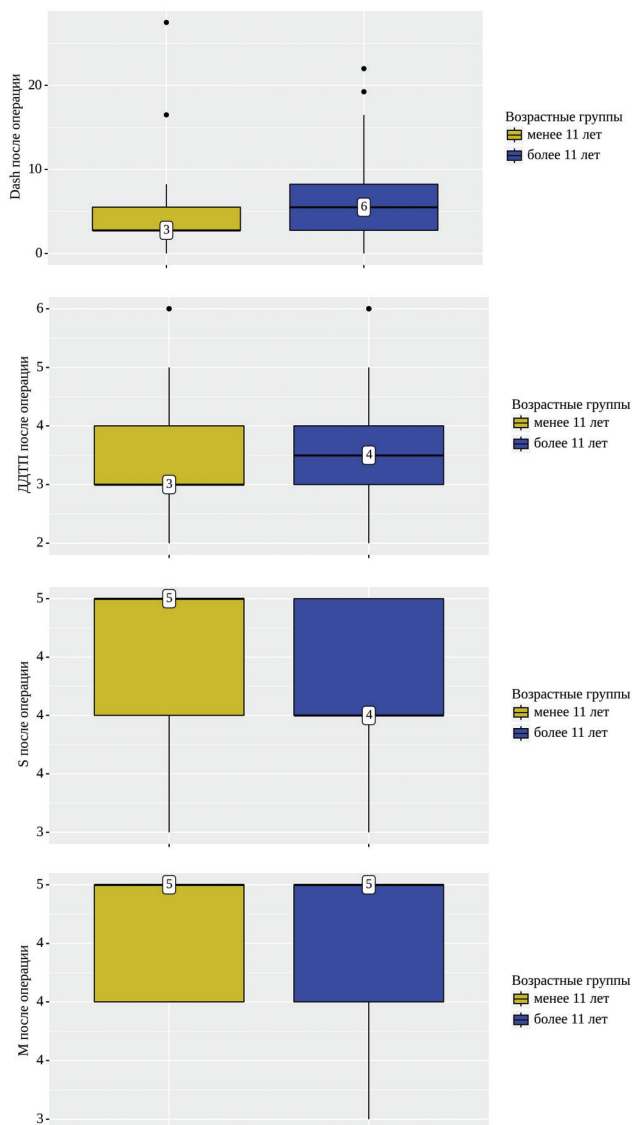 Dash после операции
20
10
0
3
6
Возрастные группы
менее 11 лет
более 11 лет
ДДТП после операции
6
5
4
3
2
3
4
Возрастные группы
менее 11 лет
более 11 лет
S после операции
5
4
4
4
3
5
4
Возрастные группы
менее 11 лет
более 11 лет
М после операции
5
4
4
4
3
5
5
Возрастные группы
менее 11 лет
более 11 лет